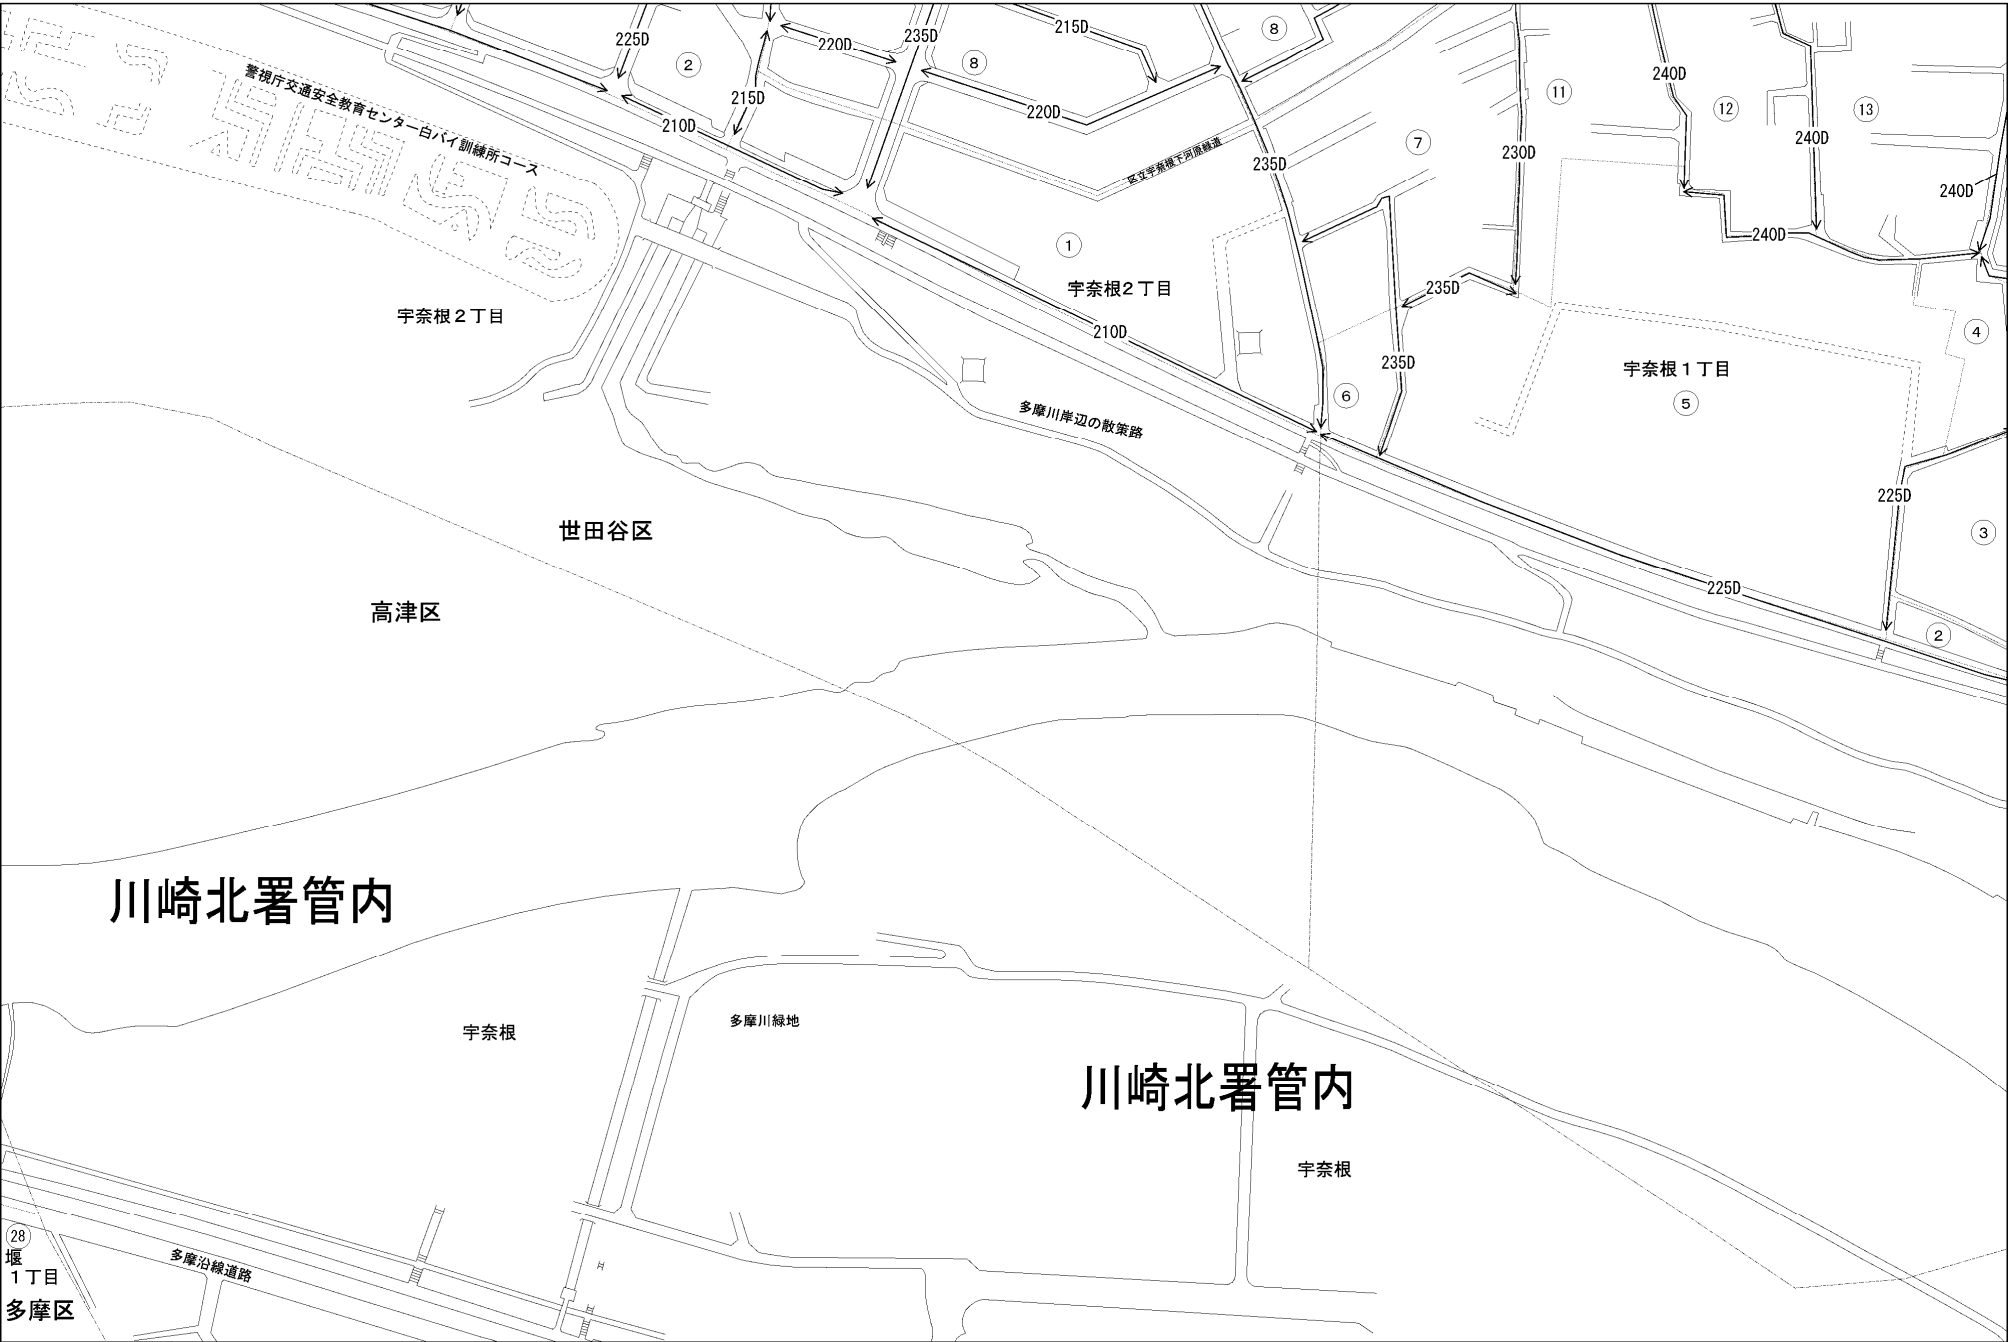 215D
8
225D
235D
220D
2
8
240D
11
12
13
警視庁交通安全教育センター白バイ訓練所コース
215D
220D
210D
240D
7
230D
235D
区立宇奈根下河原緑道
240D
240D
1
宇奈根2丁目
235D
宇奈根2丁目
210D
4
235D
宇奈根1丁目
6
5
多摩川岸辺の散策路
225D
世田谷区
3
225D
高津区
2
川崎北署管内
多摩川緑地
宇奈根
川崎北署管内
宇奈根
28
堰
1丁目
多摩沿線道路
多摩区